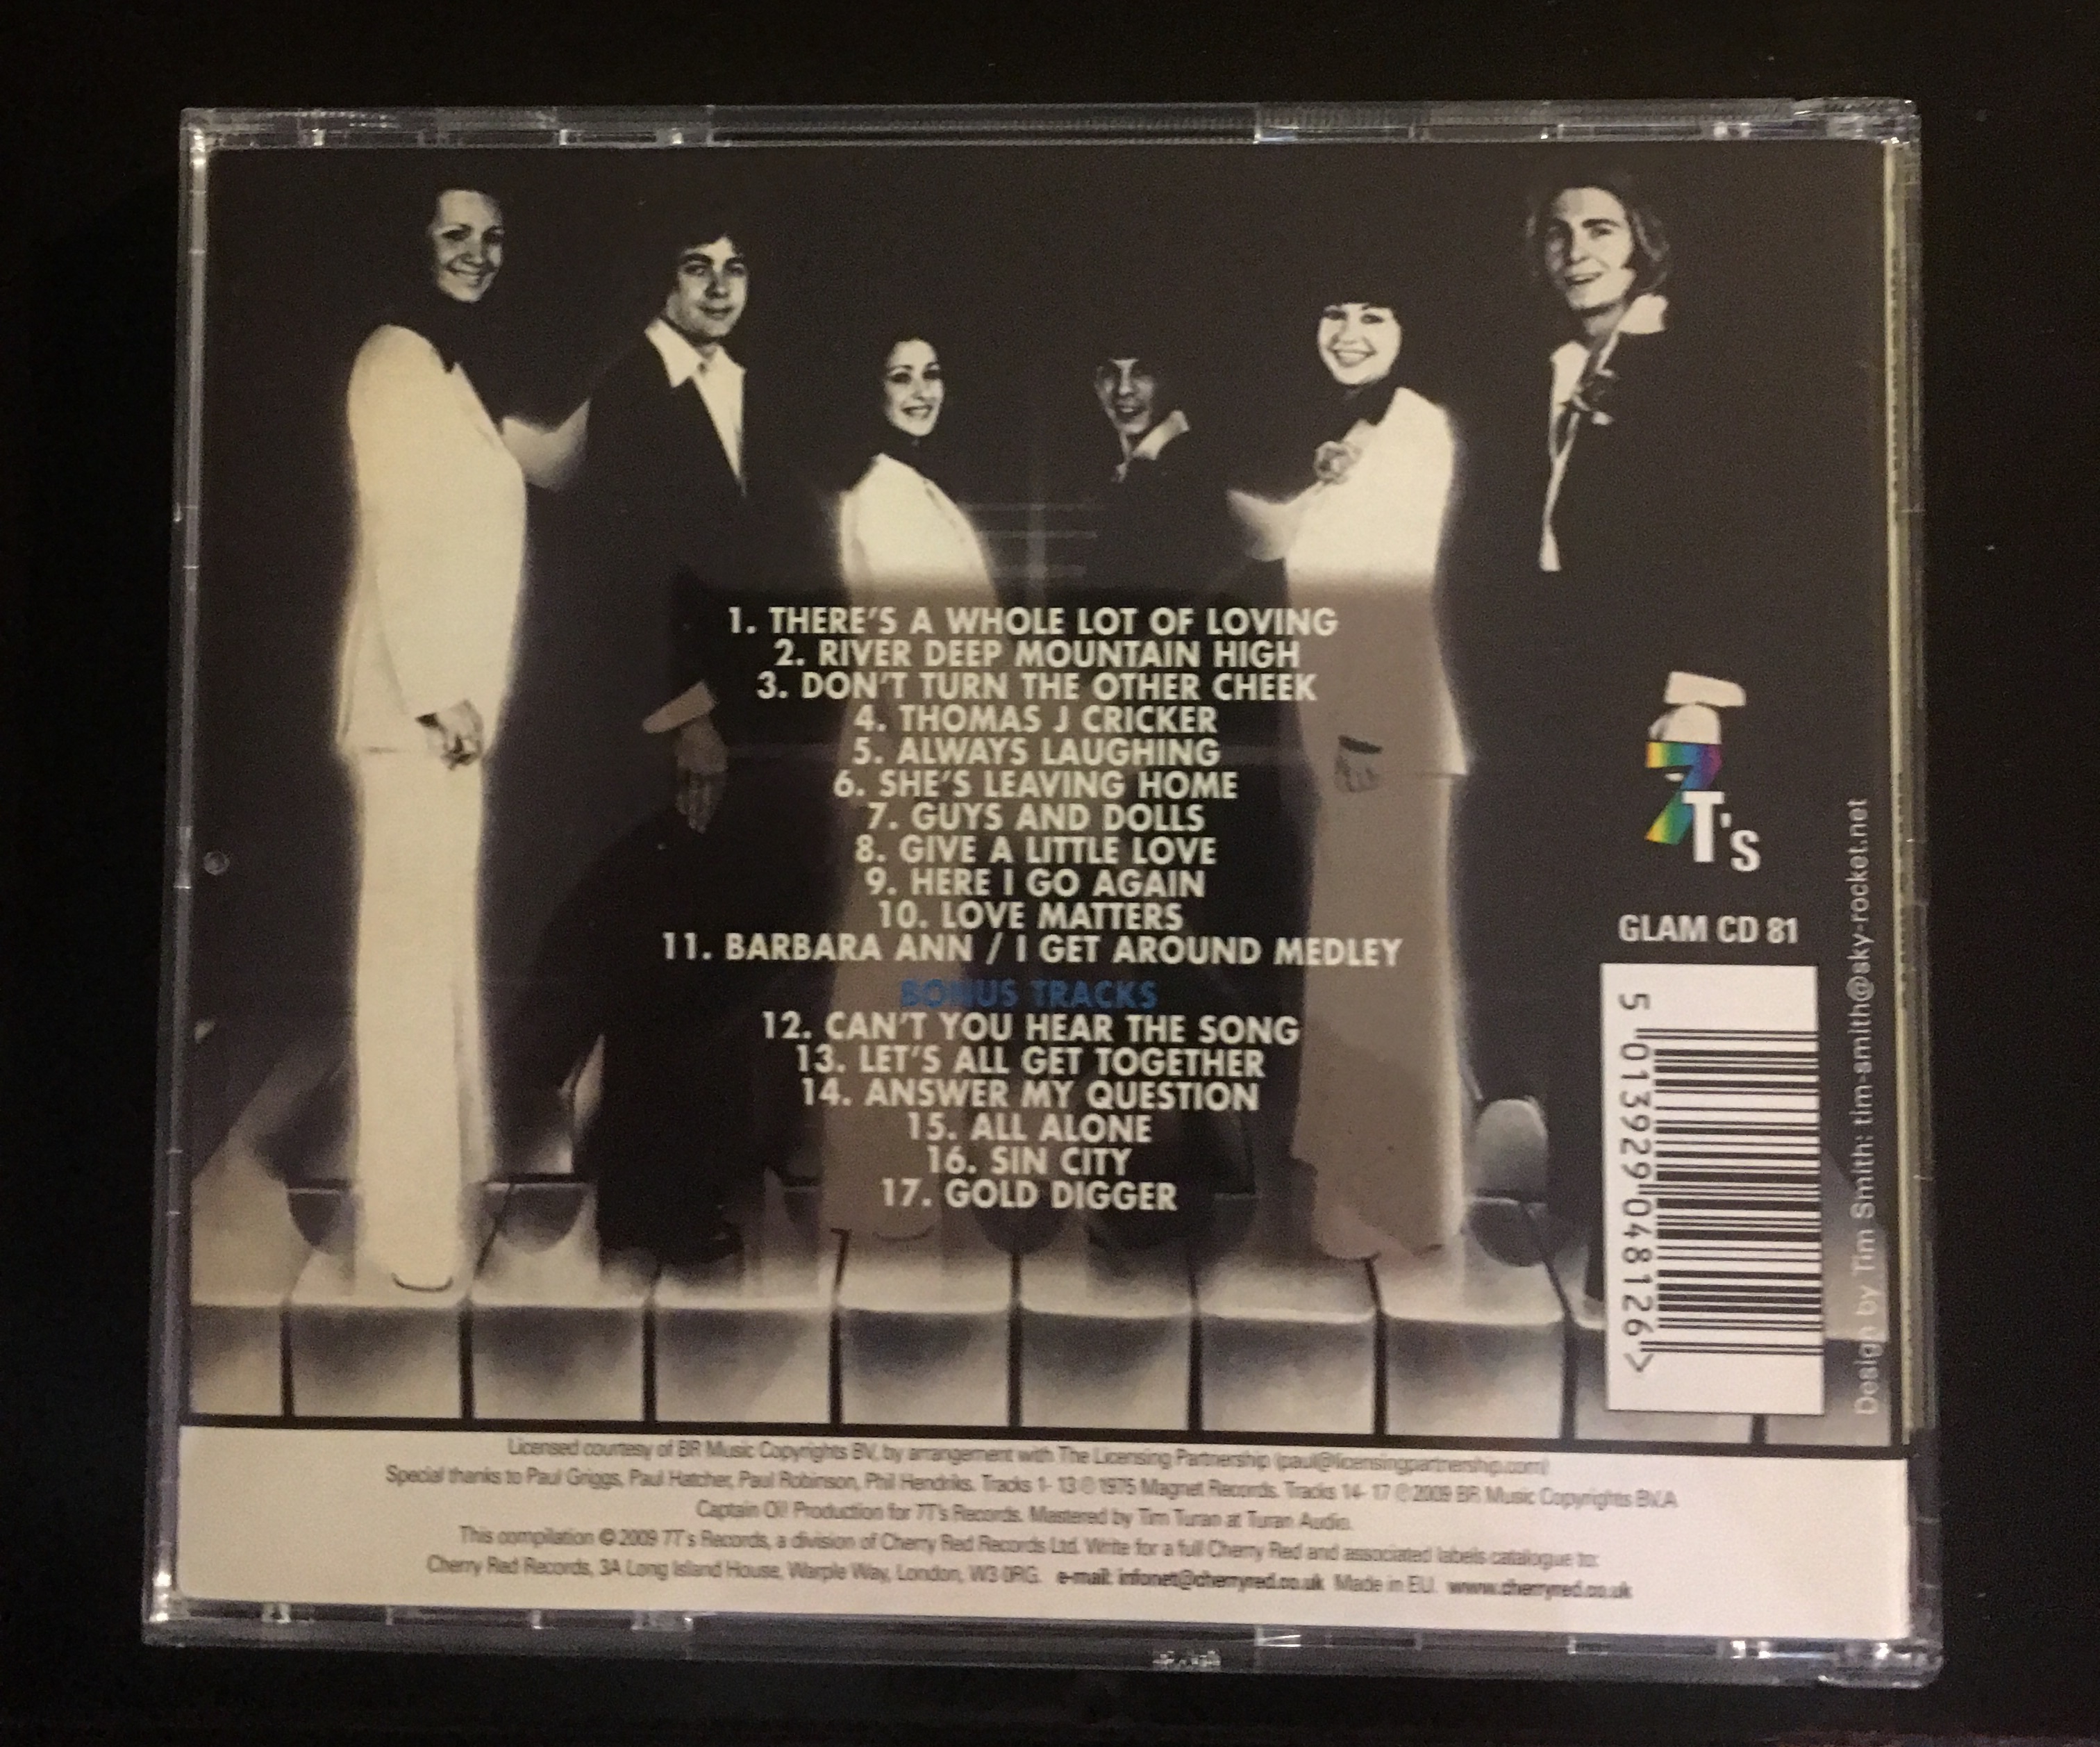 1. THERE'S A WHOLE LOT OF LOVING
2. RIVER DEEP MOUNTAIN HIGH
3. DON'T TURN THE OTHER CHEEK
4. THOMAS J CRICKER
5. ALWAYS LAUGHING
6. SHE'S LEAVING HOME
7. GUYS AND DOLLS
8. GIVE A LITTLE LOVE
9. HERE I GO AGAIN
10. LOVE MATTERS
11. BARBARA ANN / I GET AROUND MEDLEY
BONUS TRACKS
12. CAN'T YOU HEAR THE SONG
13. LET'S ALL GET TOGETHER
14. ANSWER MY QUESTION
15. ALL ALONE
16. SIN CITY
17. GOLD DIGGER
7T's
GLAM CD 81
5 013929 048126 >
Design by Tim Smith: tim-smith@sky-rocket.net
Licensed courtesy of BR Music Copyrights BV, by arrangement with The Licensing Partnership (paul@licensingpartnership.com)
Special thanks to Paul Griggs, Paul Hatcher, Paul Robinson, Phil Hendriks. Tracks 1- 13 ℗ 1975 Magnet Records. Tracks 14- 17 ℗ 2009 BR Music Copyrights BV.A
Captain Oi! Production for 7T's Records. Mastered by Tim Turan at Turan Audio.
This compilation © 2009 7T's Records, a division of Cherry Red Records Ltd. Write for a full Cherry Red and associated labels catalogue to:
Cherry Red Records, 3A Long Island House, Warple Way, London, W3 0RG. e-mail: infonet@cherryred.co.uk Made in EU. www.cherryred.co.uk